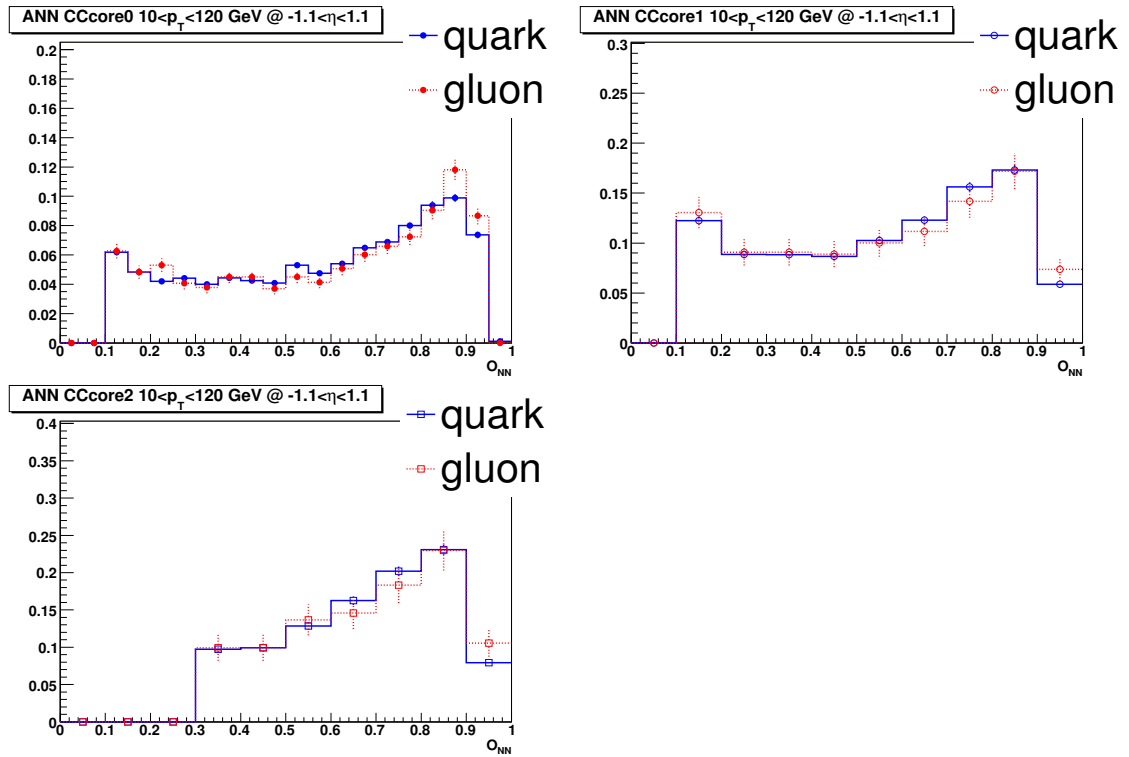 ANN CCcore0 10<p_T<120 GeV @ -1.1<η<1.1
quark
gluon
0.2
0.18
0.16
0.14
0.12
0.1
0.08
0.06
0.04
0.02
0
0 0.1 0.2 0.3 0.4 0.5 0.6 0.7 0.8 0.9 1
O_NN
ANN CCcore1 10<p_T<120 GeV @ -1.1<η<1.1
quark
gluon
0.3
0.25
0.2
0.15
0.1
0.05
0
0 0.1 0.2 0.3 0.4 0.5 0.6 0.7 0.8 0.9 1
O_NN
ANN CCcore2 10<p_T<120 GeV @ -1.1<η<1.1
quark
gluon
0.4
0.35
0.3
0.25
0.2
0.15
0.1
0.05
0
0 0.1 0.2 0.3 0.4 0.5 0.6 0.7 0.8 0.9 1
O_NN